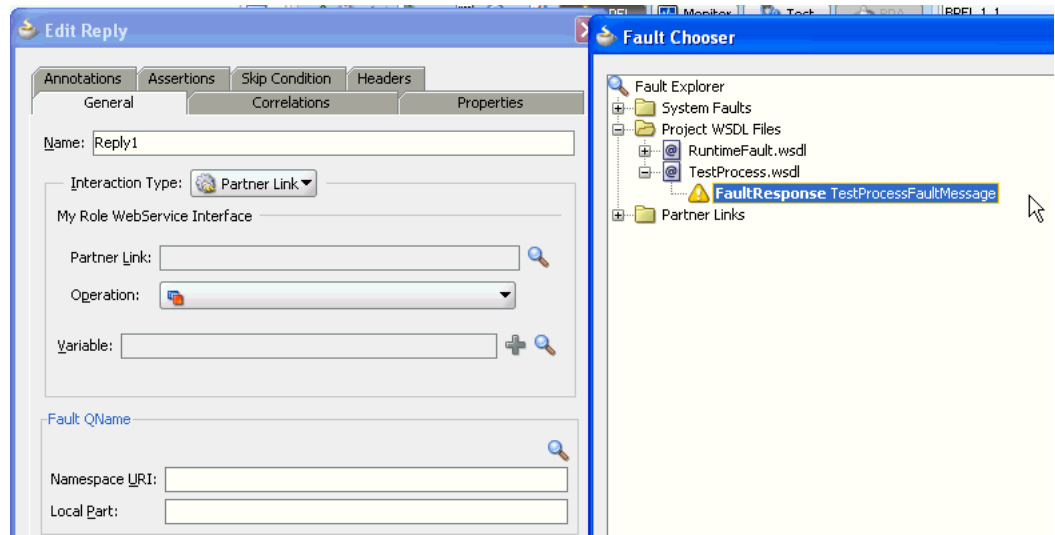 Monitor Test BPEL 1.1
Edit Reply
Annotations Assertions Skip Condition Headers
General Correlations Properties
Name: Reply1
Interaction Type: Partner Link
My Role WebService Interface
Partner Link:
Operation:
Variable:
Fault QName
Namespace URI:
Local Part:
Fault Chooser
Fault Explorer
System Faults
Project WSDL Files
RuntimeFault.wsdl
TestProcess.wsdl
FaultResponse TestProcessFaultMessage
Partner Links